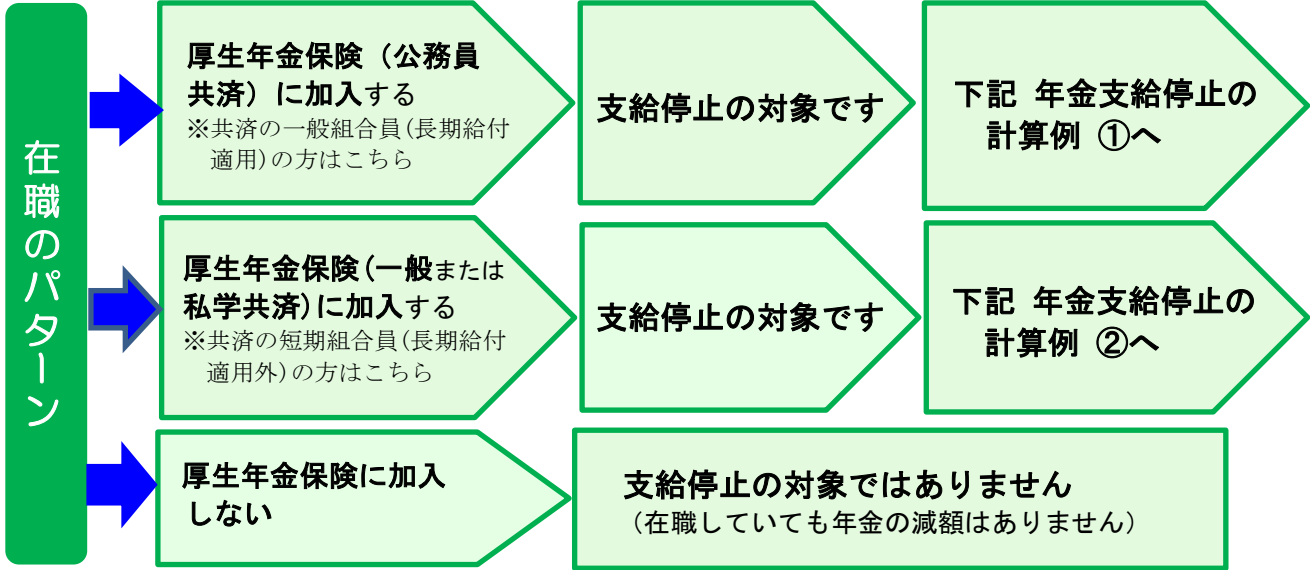 在職のパターン
厚生年金保険（公務員
共済）に加入する
※共済の一般組合員(長期給付
適用)の方はこちら
支給停止の対象です
下記 年金支給停止の
計算例 ①へ
厚生年金保険(一般または
私学共済)に加入する
※共済の短期組合員(長期給付
適用外)の方はこちら
支給停止の対象です
下記 年金支給停止の
計算例 ②へ
厚生年金保険に加入
しない
支給停止の対象ではありません
（在職していても年金の減額はありません）